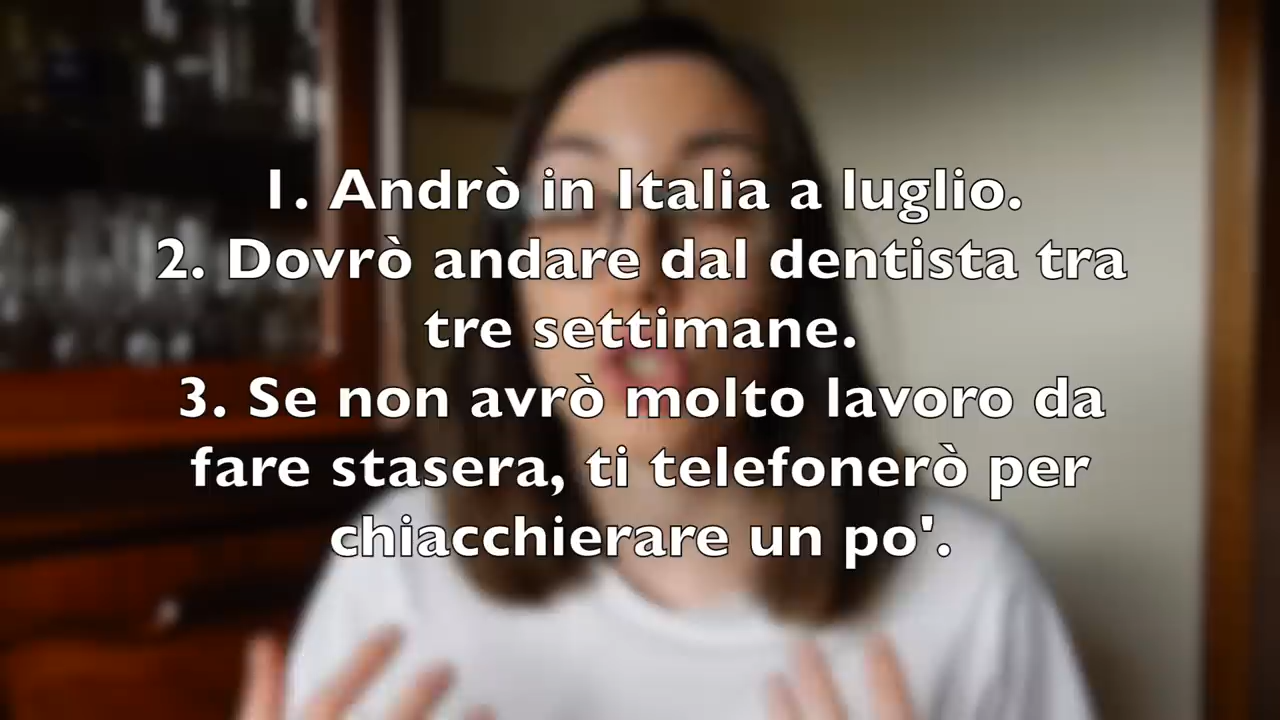 1. Andrò in Italia a luglio.
2. Dovrò andare dal dentista tra
tre settimane.
3. Se non avrò molto lavoro da
fare stasera, ti telefonerò per
chiacchierare un po'.